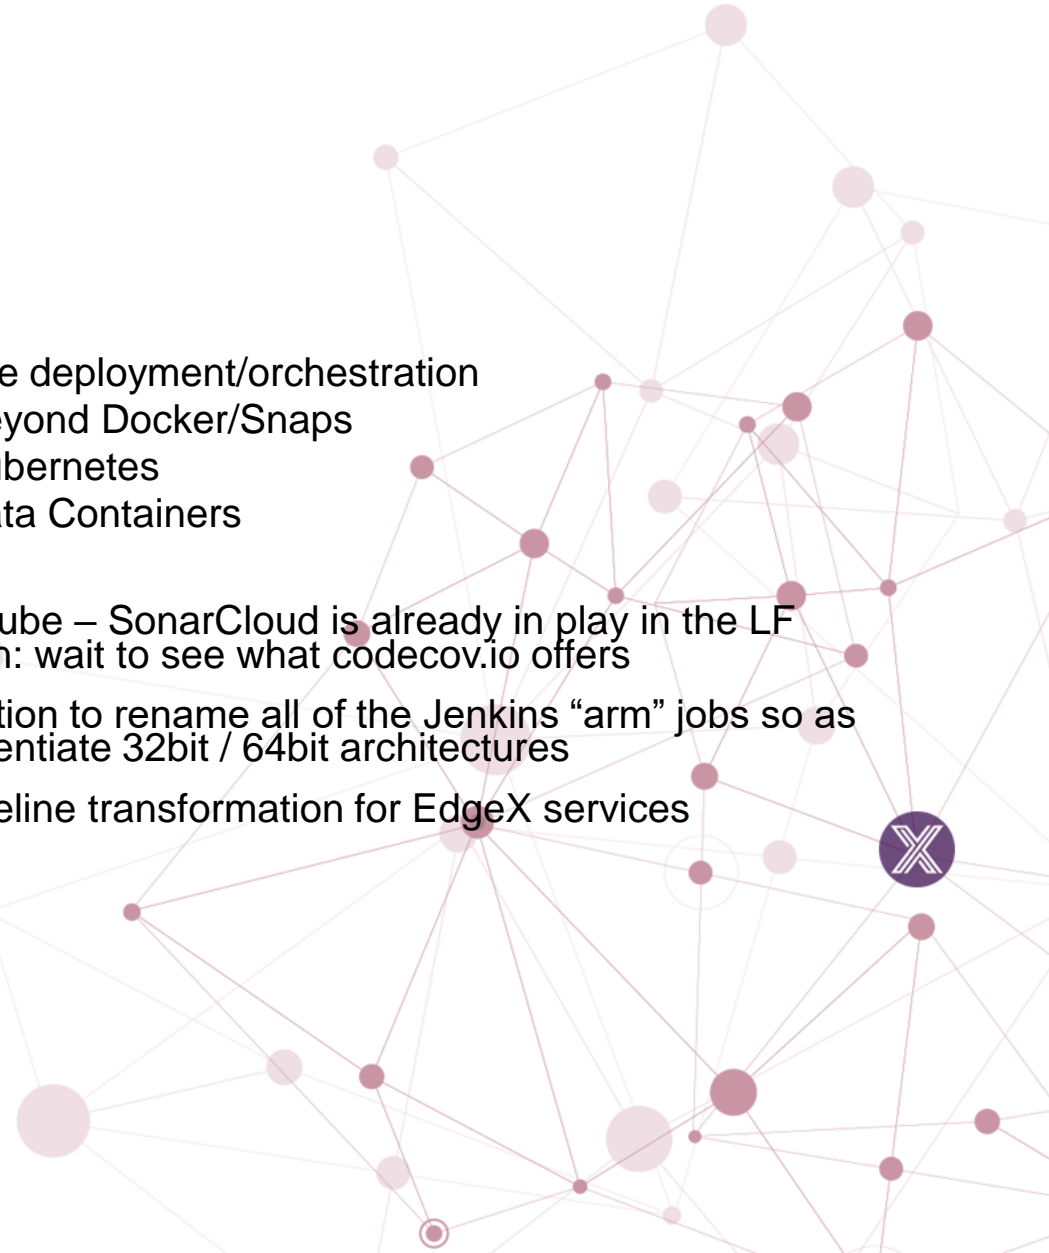 e deployment/orchestration
eyond Docker/Snaps
ubernetes
ata Containers
ube – SonarCloud is already in play in the LF
n: wait to see what codecov.io offers
tion to rename all of the Jenkins “arm” jobs so as
entiate 32bit / 64bit architectures
eline transformation for EdgeX services